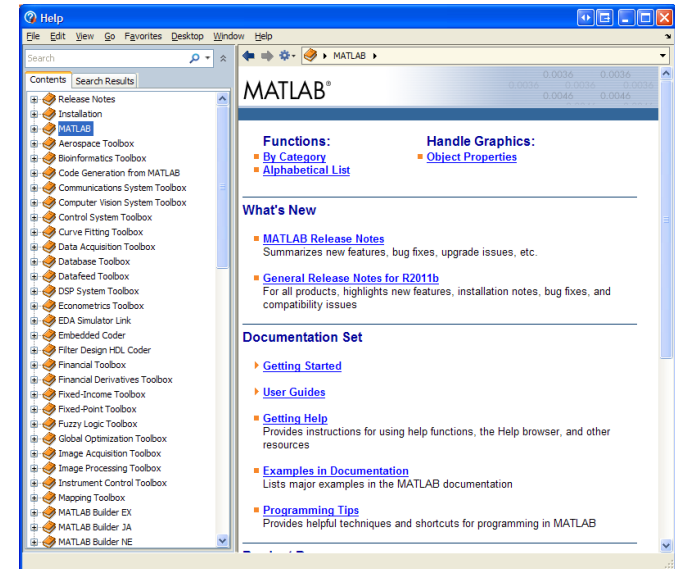 Help
File Edit View Go Favorites Desktop Window Help
Search
MATLAB
Contents Search Results
Release Notes
Installation
MATLAB
Aerospace Toolbox
Bioinformatics Toolbox
Code Generation from MATLAB
Communications System Toolbox
Computer Vision System Toolbox
Control System Toolbox
Curve Fitting Toolbox
Data Acquisition Toolbox
Database Toolbox
Datafeed Toolbox
DSP System Toolbox
Econometrics Toolbox
EDA Simulator Link
Embedded Coder
Filter Design HDL Coder
Financial Toolbox
Financial Derivatives Toolbox
Fixed-Income Toolbox
Fixed-Point Toolbox
Fuzzy Logic Toolbox
Global Optimization Toolbox
Image Acquisition Toolbox
Image Processing Toolbox
Instrument Control Toolbox
Mapping Toolbox
MATLAB Builder EX
MATLAB Builder JA
MATLAB Builder NE
MATLAB®
0.0036 0.0036
0.0036 0.0036 0.0036
0.0046 0.0046
Functions:
By Category
Alphabetical List
Handle Graphics:
Object Properties
What's New
MATLAB Release Notes
Summarizes new features, bug fixes, upgrade issues, etc.
General Release Notes for R2011b
For all products, highlights new features, installation notes, bug fixes, and
compatibility issues
Documentation Set
Getting Started
User Guides
Getting Help
Provides instructions for using help functions, the Help browser, and other
resources
Examples in Documentation
Lists major examples in the MATLAB documentation
Programming Tips
Provides helpful techniques and shortcuts for programming in MATLAB